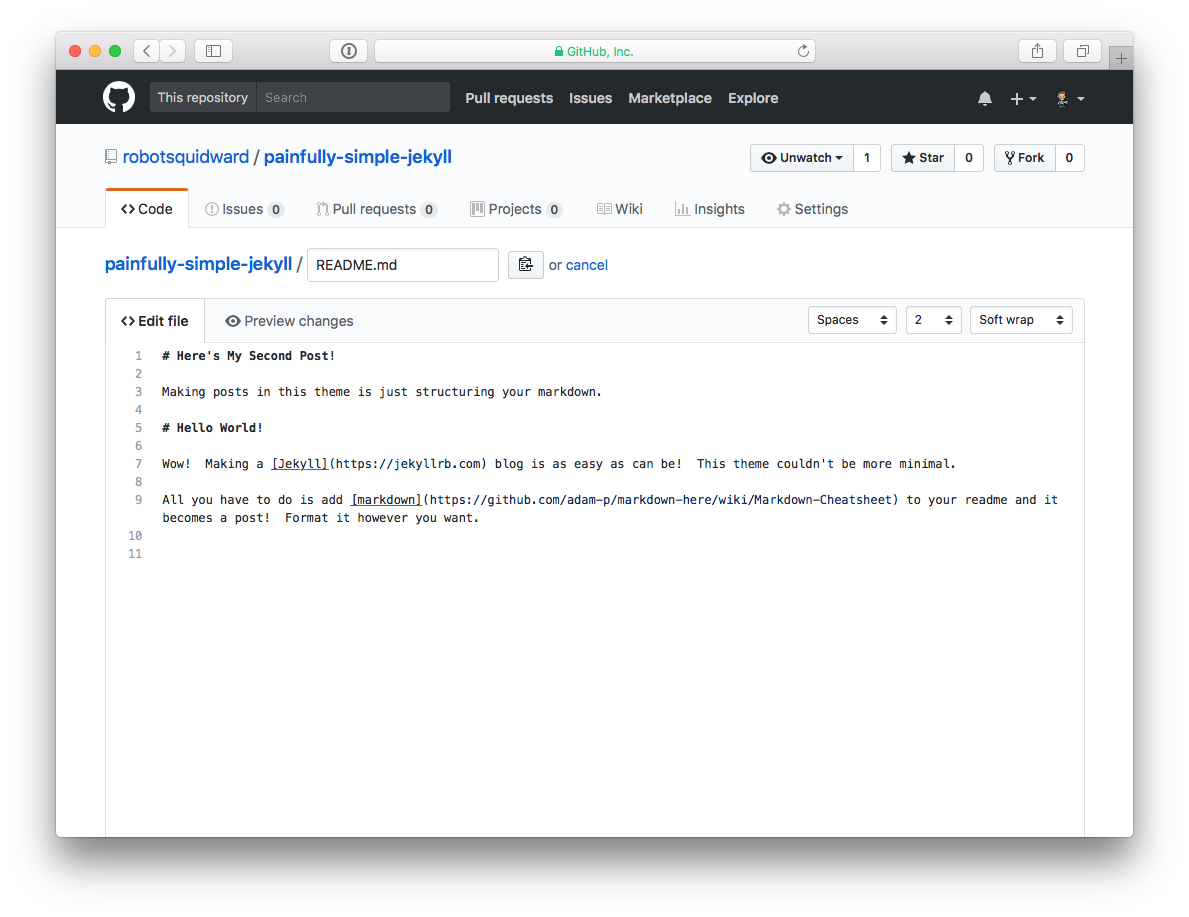 GitHub, Inc.
This repository Search Pull requests Issues Marketplace Explore
robotsquidward / painfully-simple-jekyll Unwatch 1 Star 0 Fork 0
Code Issues 0 Pull requests 0 Projects 0 Wiki Insights Settings
painfully-simple-jekyll / README.md or cancel
Edit file Preview changes Spaces 2 Soft wrap
1 # Here's My Second Post!
2
3 Making posts in this theme is just structuring your markdown.
4
5 # Hello World!
6
7 Wow!  Making a [Jekyll](https://jekyllrb.com) blog is as easy as can be!  This theme couldn't be more minimal.
8
9 All you have to do is add [markdown](https://github.com/adam-p/markdown-here/wiki/Markdown-Cheatsheet) to your readme and it
becomes a post!  Format it however you want.
10
11